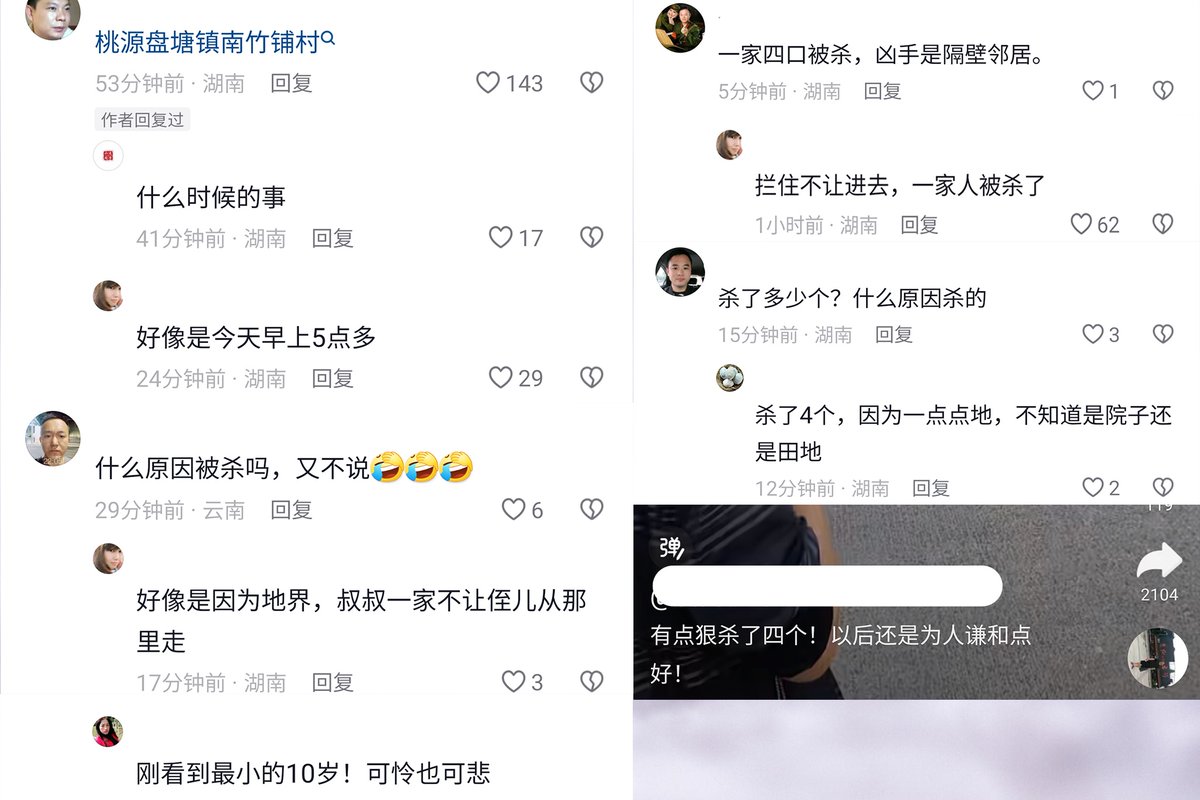 桃源盘塘镇南竹铺村
53分钟前 · 湖南 回复 143
作者回复过
什么时候的事
41分钟前 · 湖南 回复 17
好像是今天早上5点多
24分钟前 · 湖南 回复 29
什么原因被杀吗，又不说🤣🤣🤣
29分钟前 · 云南 回复 6
好像是因为地界，叔叔一家不让侄儿从那
里走
17分钟前 · 湖南 回复 3
刚看到最小的10岁！可怜也可悲
一家四口被杀，凶手是隔壁邻居。
5分钟前 · 湖南 回复 1
拦住不让进去，一家人被杀了
1小时前 · 湖南 回复 62
杀了多少个？什么原因杀的
15分钟前 · 湖南 回复 3
杀了4个，因为一点点地，不知道是院子还
是田地
12分钟前 · 湖南 回复 2
弹
2104
@
有点狠杀了四个！以后还是为人谦和点
好！